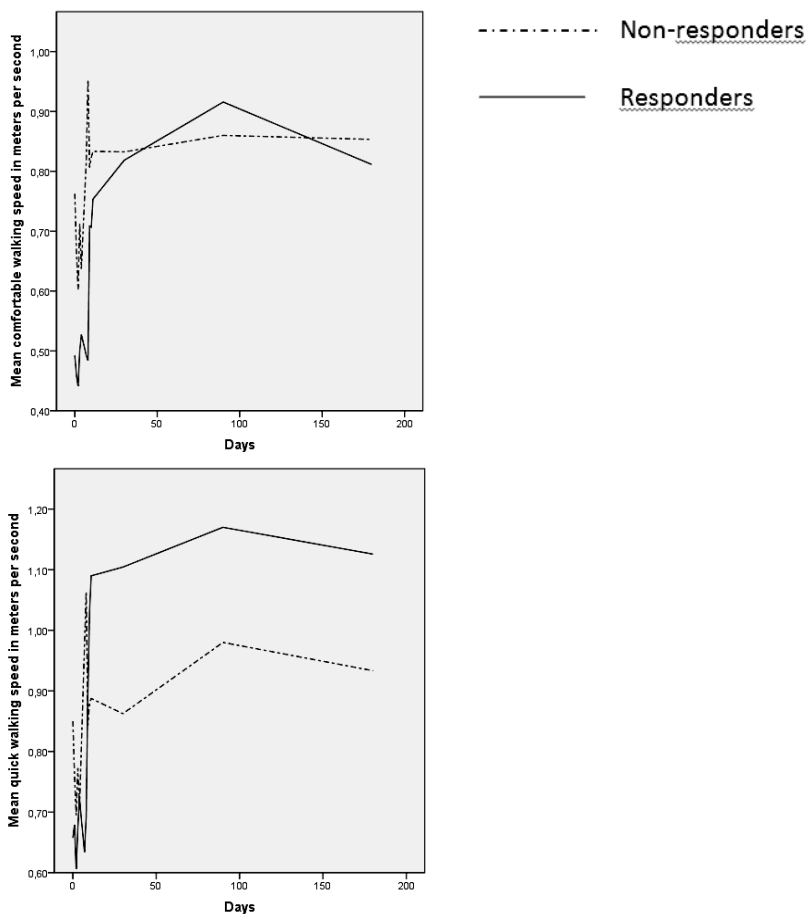 Non-responders
Responders
Mean comfortable walking speed in meters per second
1,00
0,90
0,80
0,70
0,60
0,50
0,40
0 50 100 150 200
Days
Mean quick walking speed in meters per second
1,20
1,10
1,00
0,90
0,80
0,70
0,60
0 50 100 150 200
Days